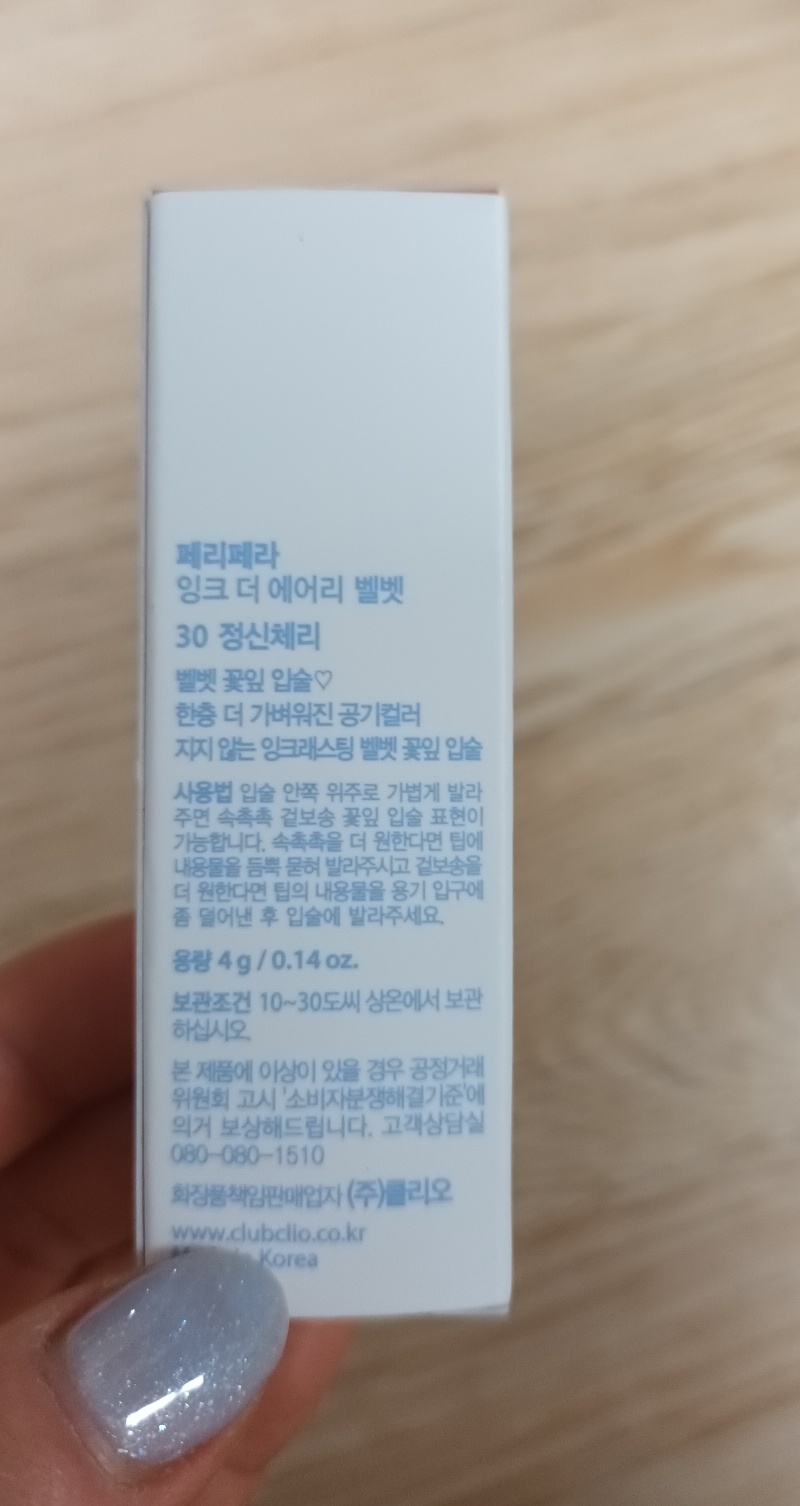 페리페라
잉크 더 에어리 벨벳
30 정신체리
벨벳 꽃잎 입술♡
한층 더 가벼워진 공기컬러
지지 않는 잉크래스팅 벨벳 꽃잎 입술
사용법 입술 안쪽 위주로 가볍게 발라
주면 속촉촉 겉보송 꽃잎 입술 표현이
가능합니다. 속촉촉을 더 원한다면 팁에
내용물을 듬뿍 묻혀 발라주시고 겉보송을
더 원한다면 팁의 내용물을 용기 입구에
좀 덜어낸 후 입술에 발라주세요.
용량 4 g / 0.14 oz.
보관조건 10~30도씨 상온에서 보관
하십시오.
본 제품에 이상이 있을 경우 공정거래
위원회 고시 '소비자분쟁해결기준'에
의거 보상해드립니다. 고객상담실
080-080-1510
화장품책임판매업자 (주)클리오
www.clubclio.co.kr
Korea